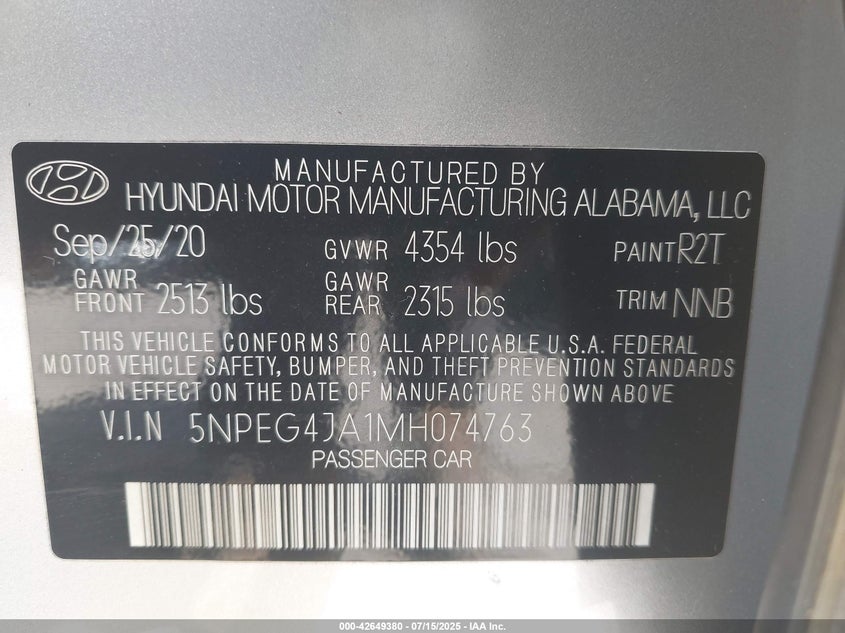 MANUFACTURED BY
HYUNDAI MOTOR MANUFACTURING ALABAMA, LLC
Sep/25/20 GVWR 4354 lbs PAINT R2T
GAWR FRONT 2513 lbs GAWR REAR 2315 lbs TRIM NNB
THIS VEHICLE CONFORMS TO ALL APPLICABLE U.S.A. FEDERAL
MOTOR VEHICLE SAFETY, BUMPER, AND THEFT PREVENTION STANDARDS
IN EFFECT ON THE DATE OF MANUFACTURE SHOWN ABOVE
V.I.N 5NPEG4JA1MH074763
PASSENGER CAR
000-42649380 - 07/15/2025 - IAA Inc.